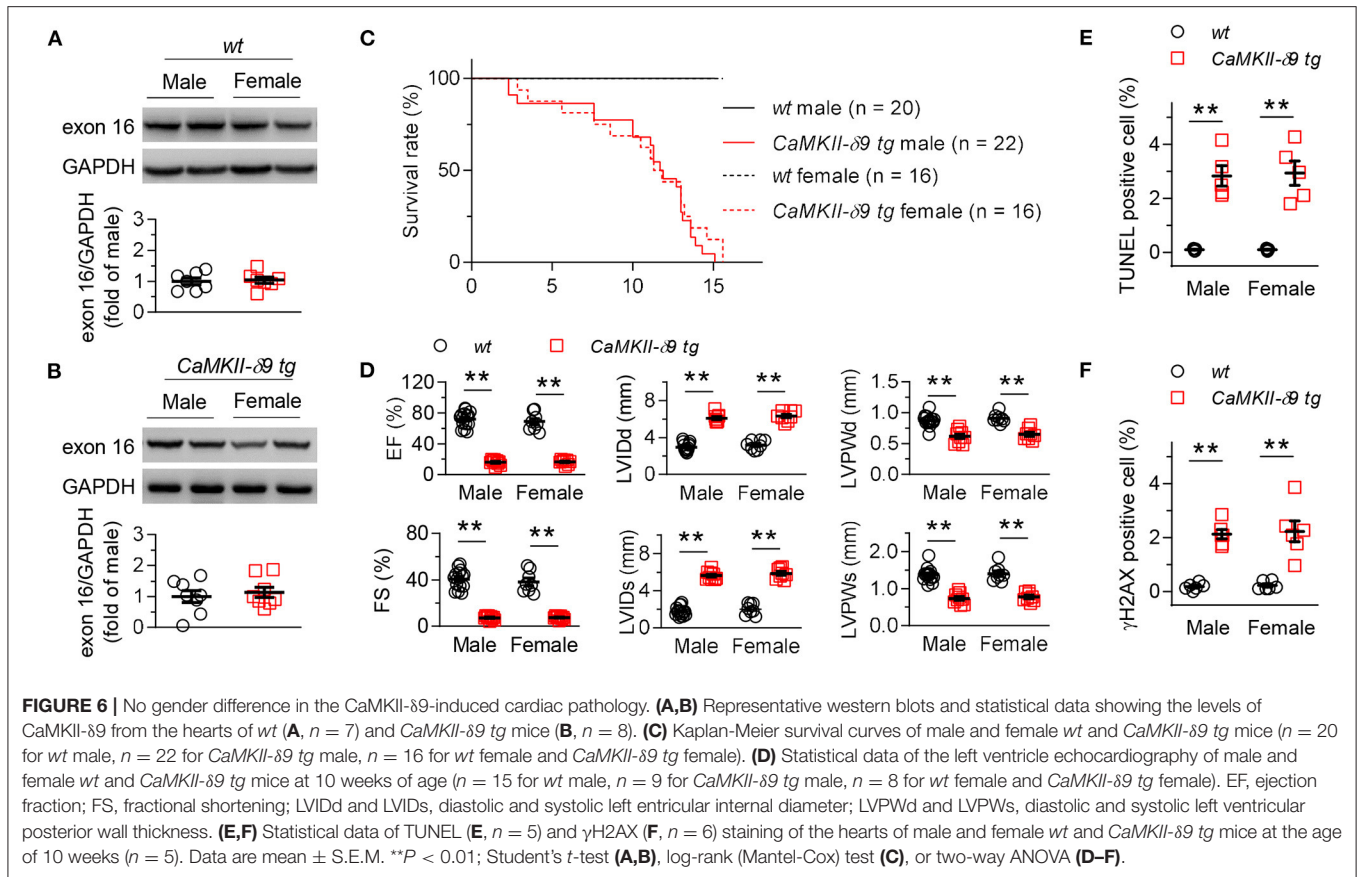 A
wt
Male Female
exon 16
GAPDH
exon 16/GAPDH
(fold of male)
3
2
1
0
Male Female
B
CaMKII-δ9 tg
Male Female
exon 16
GAPDH
exon 16/GAPDH
(fold of male)
3
2
1
0
Male Female
C
Survival rate (%)
100
50
0
0 5 10 15
wt male (n = 20)
CaMKII-δ9 tg male (n = 22)
wt female (n = 16)
CaMKII-δ9 tg female (n = 16)
D
wt CaMKII-δ9 tg
EF (%)
120
80
40
0
** **
Male Female
LVIDd (mm)
8
4
0
** **
Male Female
LVPWd (mm)
1.5
1.0
0.5
0.0
** **
Male Female
FS (%)
80
40
0
** **
Male Female
LVIDs (mm)
8
4
0
** **
Male Female
LVPWs (mm)
2.0
1.0
0.0
** **
Male Female
E
wt
CaMKII-δ9 tg
TUNEL positive cell (%)
6
4
2
0
** **
Male Female
F
wt
CaMKII-δ9 tg
γH2AX positive cell (%)
6
4
2
0
** **
Male Female
FIGURE 6 | No gender difference in the CaMKII-δ9-induced cardiac pathology. (A,B) Representative western blots and statistical data showing the levels of
CaMKII-δ9 from the hearts of wt (A, n = 7) and CaMKII-δ9 tg mice (B, n = 8). (C) Kaplan-Meier survival curves of male and female wt and CaMKII-δ9 tg mice (n = 20
for wt male, n = 22 for CaMKII-δ9 tg male, n = 16 for wt female and CaMKII-δ9 tg female). (D) Statistical data of the left ventricle echocardiography of male and
female wt and CaMKII-δ9 tg mice at 10 weeks of age (n = 15 for wt male, n = 9 for CaMKII-δ9 tg male, n = 8 for wt female and CaMKII-δ9 tg female). EF, ejection
fraction; FS, fractional shortening; LVIDd and LVIDs, diastolic and systolic left entricular internal diameter; LVPWd and LVPWs, diastolic and systolic left ventricular
posterior wall thickness. (E,F) Statistical data of TUNEL (E, n = 5) and γH2AX (F, n = 6) staining of the hearts of male and female wt and CaMKII-δ9 tg mice at the age
of 10 weeks (n = 5). Data are mean ± S.E.M. **P < 0.01; Student's t-test (A,B), log-rank (Mantel-Cox) test (C), or two-way ANOVA (D–F).